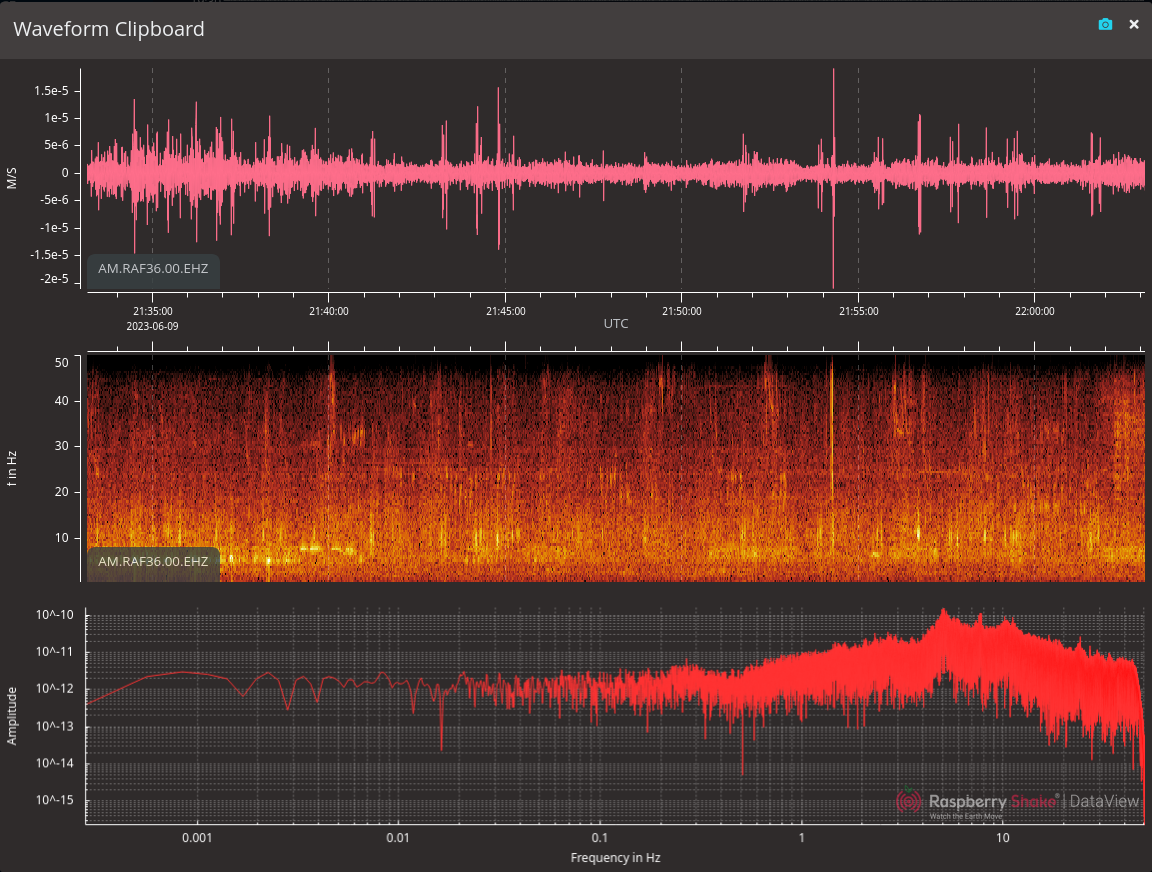 Waveform Clipboard
M/S
1.5e-5
1e-5
5e-6
0
-5e-6
-1e-5
-1.5e-5
-2e-5
AM.RAF36.00.EHZ
21:35:00 21:40:00 21:45:00 21:50:00 21:55:00 22:00:00
2023-06-09
UTC
f in Hz
50
40
30
20
10
AM.RAF36.00.EHZ
Amplitude
10^-10
10^-11
10^-12
10^-13
10^-14
10^-15
Raspberry Shake® | DataView
Watch the Earth Move
0.001 0.01 0.1 1 10
Frequency in Hz